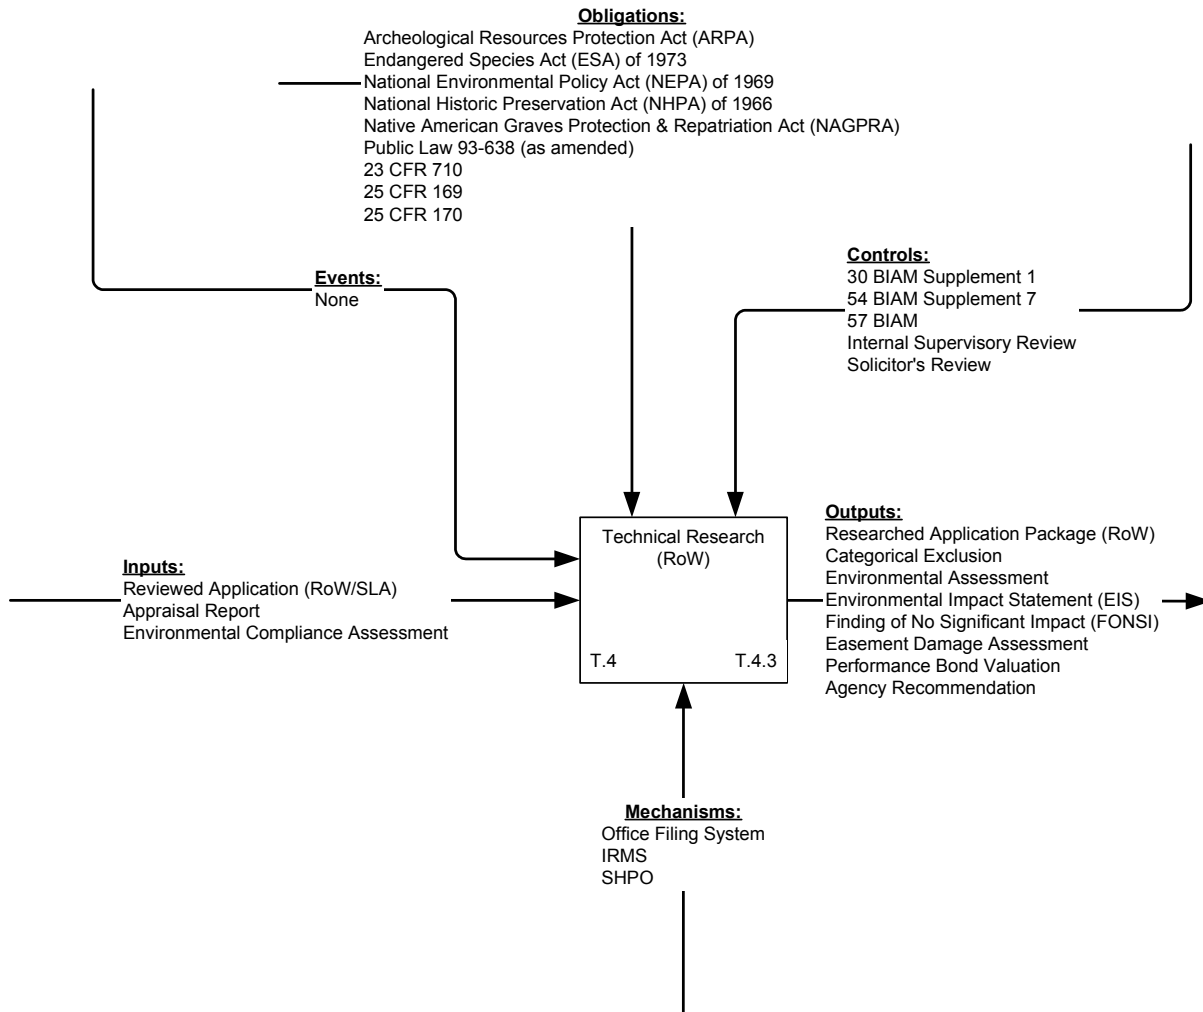 Obligations:
Archeological Resources Protection Act (ARPA)
Endangered Species Act (ESA) of 1973
National Environmental Policy Act (NEPA) of 1969
National Historic Preservation Act (NHPA) of 1966
Native American Graves Protection & Repatriation Act (NAGPRA)
Public Law 93-638 (as amended)
23 CFR 710
25 CFR 169
25 CFR 170
Events:
None
Controls:
30 BIAM Supplement 1
54 BIAM Supplement 7
57 BIAM
Internal Supervisory Review
Solicitor's Review
Inputs:
Reviewed Application (RoW/SLA)
Appraisal Report
Environmental Compliance Assessment
Technical Research
(RoW)
T.4
T.4.3
Outputs:
Researched Application Package (RoW)
Categorical Exclusion
Environmental Assessment
Environmental Impact Statement (EIS)
Finding of No Significant Impact (FONSI)
Easement Damage Assessment
Performance Bond Valuation
Agency Recommendation
Mechanisms:
Office Filing System
IRMS
SHPO